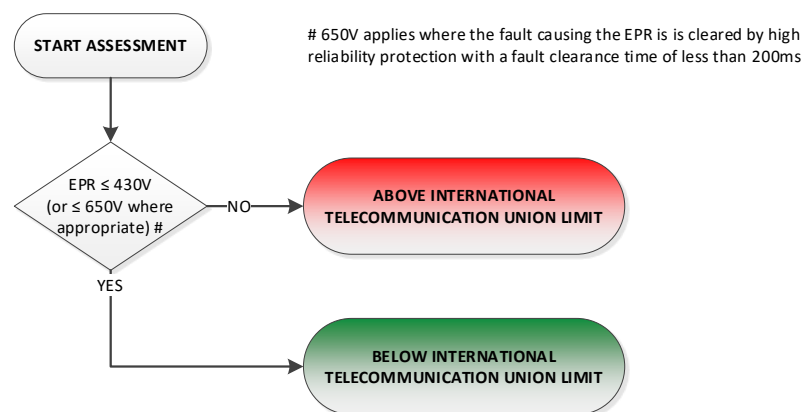 START ASSESSMENT
# 650V applies where the fault causing the EPR is is cleared by high
reliability protection with a fault clearance time of less than 200ms
EPR ≤ 430V
(or ≤ 650V where
appropriate) #
NO
ABOVE INTERNATIONAL
TELECOMMUNICATION UNION LIMIT
YES
BELOW INTERNATIONAL
TELECOMMUNICATION UNION LIMIT